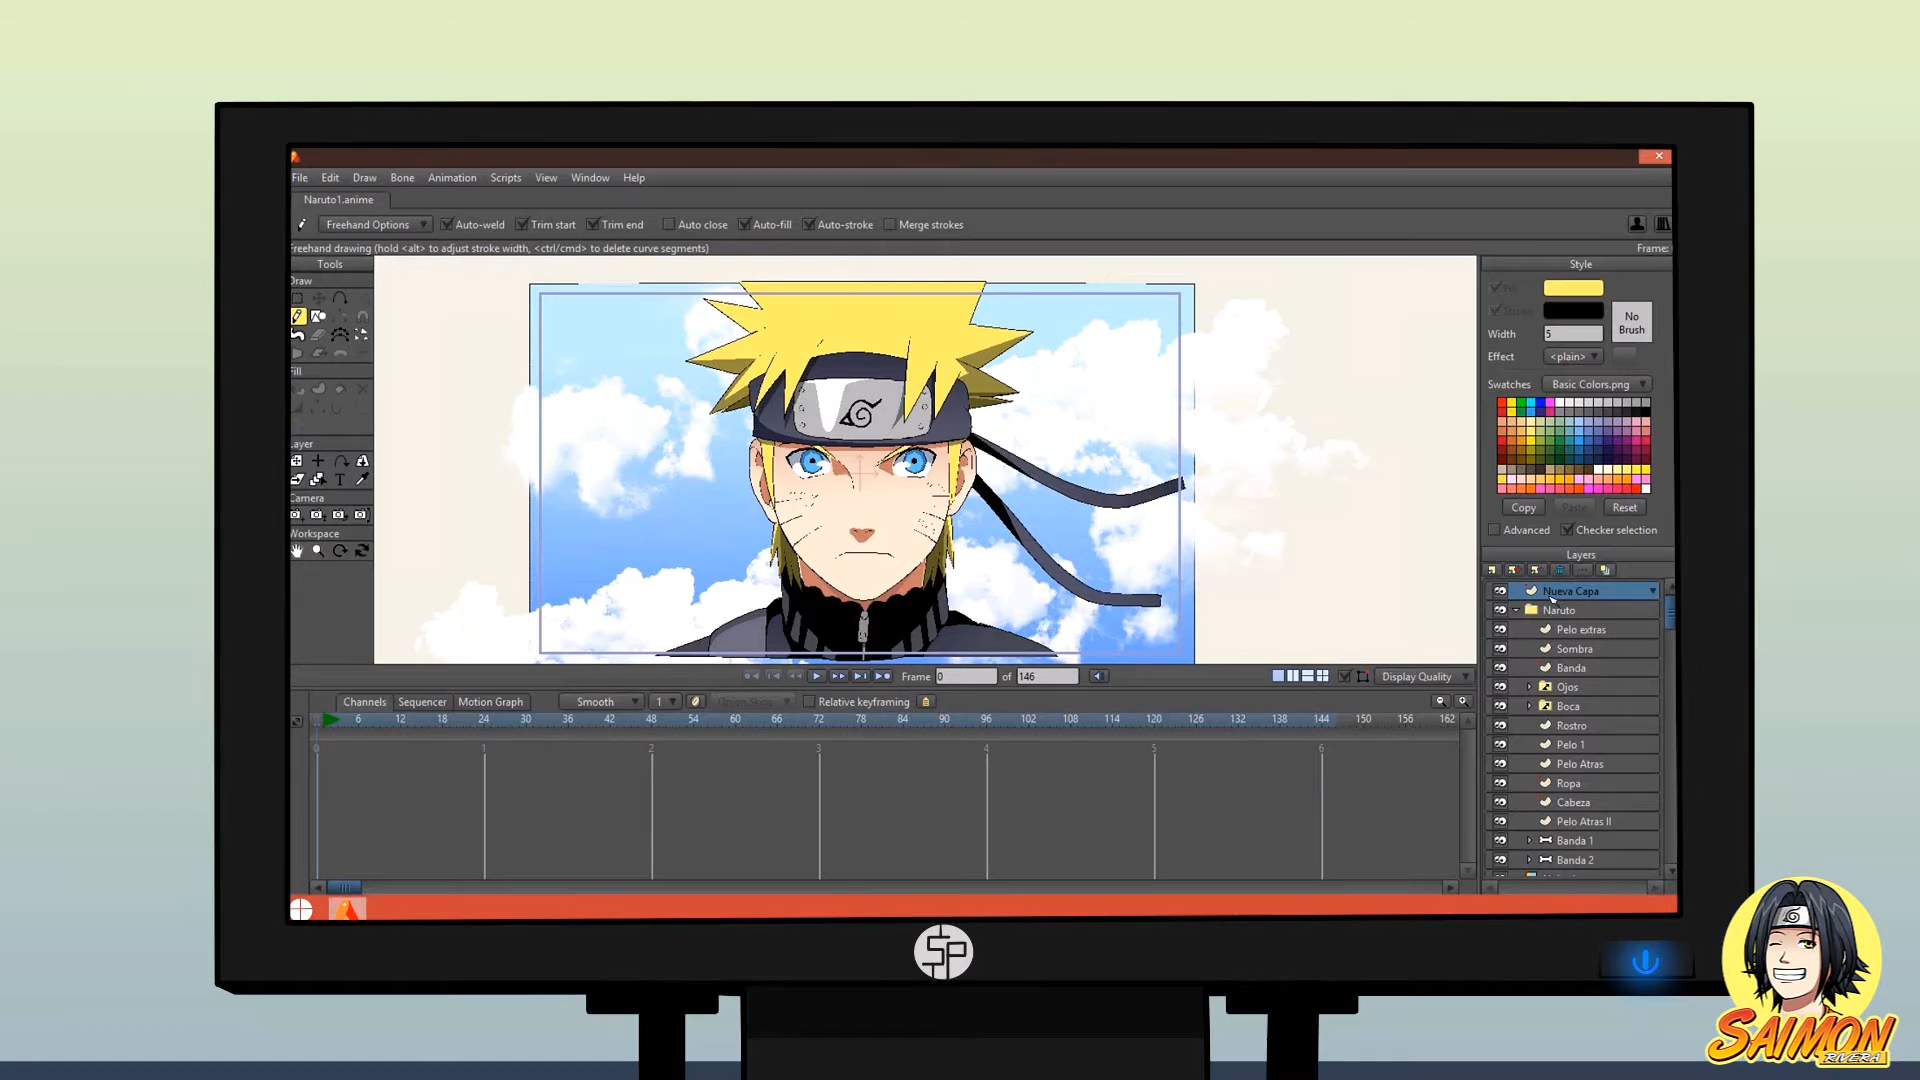 File Edit Draw Bone Animation Scripts View Window Help
Naruto1.anime
Freehand Options Auto-weld Trim start Trim end Auto close Auto-fill Auto-stroke Merge strokes
Freehand drawing (hold <alt> to adjust stroke width, <ctrl/cmd> to delete curve segments) Frame:
Tools
Draw
Fill
Layer
T
Camera
Workspace
Style
No Brush
Width 5
Effect <plain>
Swatches Basic Colors.png
Copy Paste Reset
Advanced Checker selection
Layers
Nueva Capa
Naruto
Pelo extras
Sombra
Banda
Ojos
Boca
Rostro
Pelo 1
Pelo Atras
Ropa
Cabeza
Pelo Atras II
Banda 1
Banda 2
Frame 0 of 146 Display Quality
Channels Sequencer Motion Graph Smooth 1 Onion Skins Relative keyframing
6 12 18 24 30 36 42 48 54 60 66 72 78 84 90 96 102 108 114 120 126 132 138 144 150 156 162
0 1 2 3 4 5 6
SP
SAIMON
RIVERA